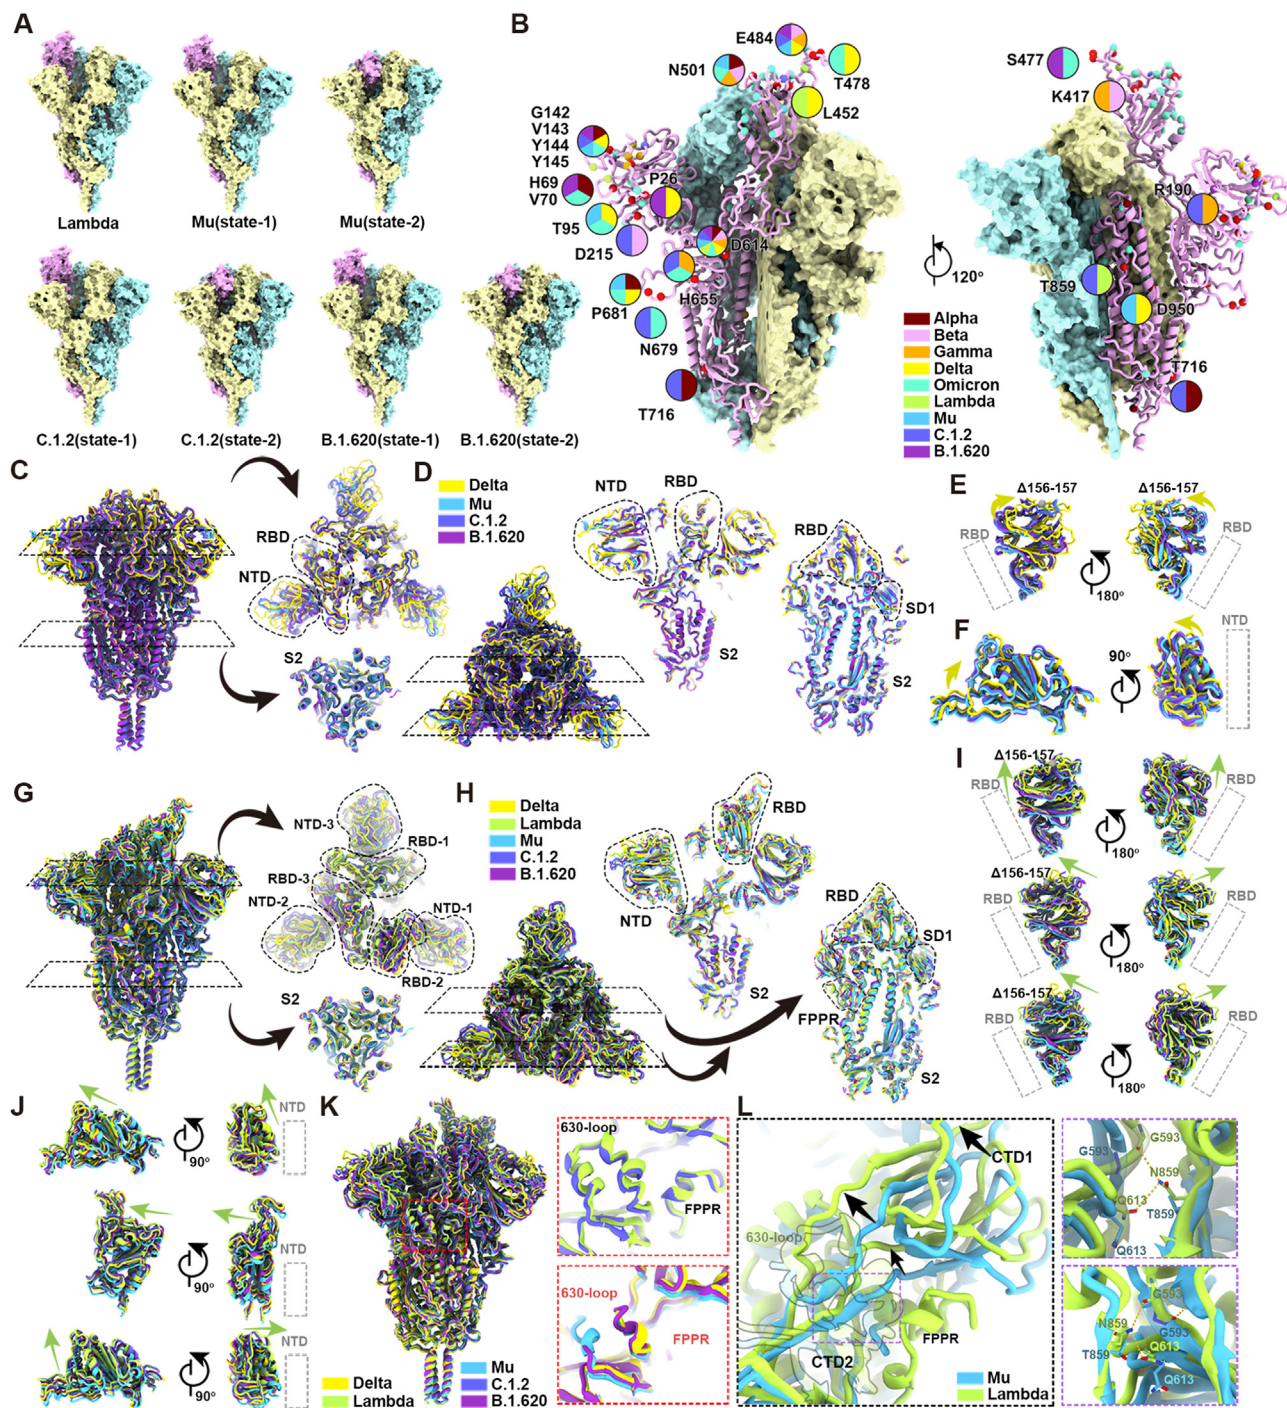 A
Lambda
Mu(state-1)
Mu(state-2)
C.1.2(state-1)
C.1.2(state-2)
B.1.620(state-1)
B.1.620(state-2)
B
E484
N501
T478
L452
G142
V143
Y144
Y145
H69
V70
P26
T95
D215
D614
H655
P681
N679
T716
S477
K417
R190
120°
T859
D950
T716
Alpha
Beta
Gamma
Delta
Omicron
Lambda
Mu
C.1.2
B.1.620
C
RBD
NTD
S2
D
Delta
Mu
C.1.2
B.1.620
NTD
RBD
S2
RBD
SD1
S2
E
Δ156-157
Δ156-157
RBD
RBD
180°
F
90°
NTD
G
NTD-3
RBD-1
RBD-3
NTD-2
NTD-1
RBD-2
S2
H
Delta
Lambda
Mu
C.1.2
B.1.620
RBD
NTD
S2
RBD
SD1
FPPR
S2
I
Δ156-157
RBD
RBD
180°
Δ156-157
RBD
RBD
180°
Δ156-157
RBD
RBD
180°
J
NTD
90°
NTD
90°
NTD
90°
K
Delta
Lambda
Mu
C.1.2
B.1.620
630-loop
FPPR
630-loop
FPPR
L
CTD1
630-loop
FPPR
CTD2
Mu
Lambda
G593
G593
N859
Q613
T859
Q613
G593
N859
G593
T859
Q613
Q613